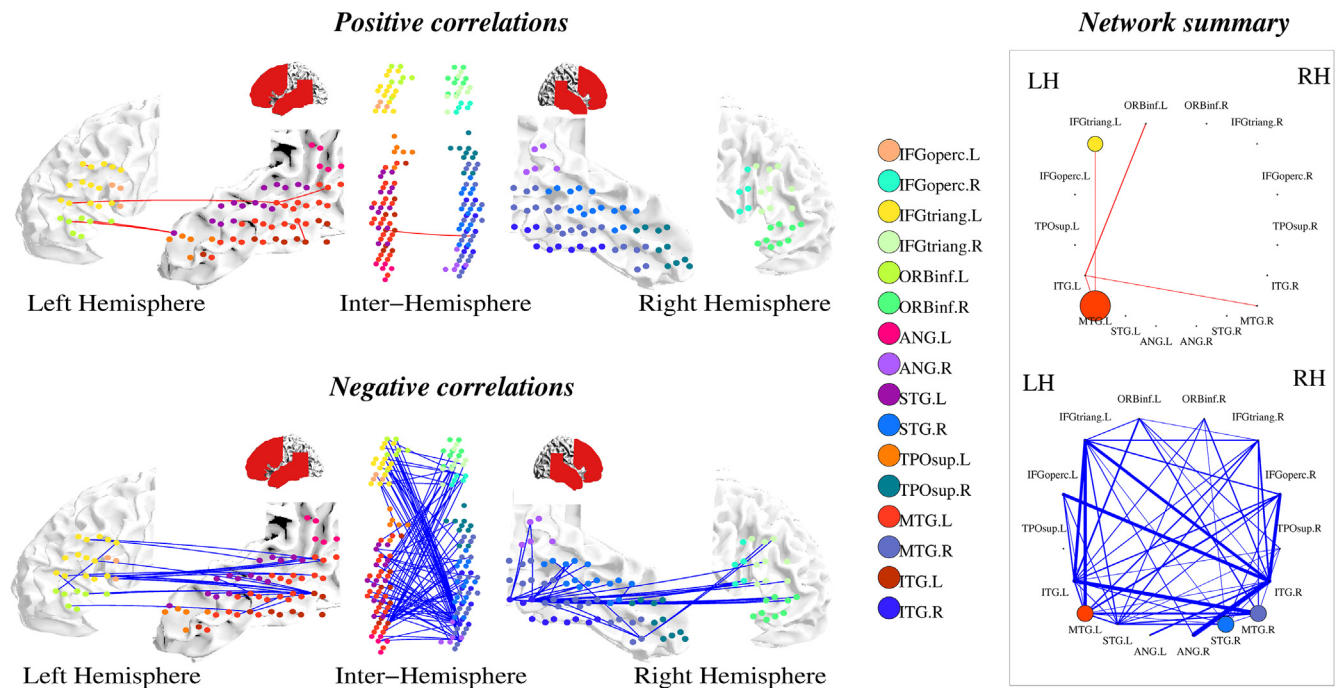 Positive correlations
Left Hemisphere
Inter−Hemisphere
Right Hemisphere
Negative correlations
Left Hemisphere
Inter−Hemisphere
Right Hemisphere
IFGoperc.L
IFGoperc.R
IFGtriang.L
IFGtriang.R
ORBinf.L
ORBinf.R
ANG.L
ANG.R
STG.L
STG.R
TPOsup.L
TPOsup.R
MTG.L
MTG.R
ITG.L
ITG.R
Network summary
LH
RH
ORBinf.L
ORBinf.R
IFGtriang.L
IFGtriang.R
IFGoperc.L
IFGoperc.R
TPOsup.L
TPOsup.R
ITG.L
ITG.R
MTG.L
MTG.R
STG.L
STG.R
ANG.L
ANG.R
LH
RH
ORBinf.L
ORBinf.R
IFGtriang.L
IFGtriang.R
IFGoperc.L
IFGoperc.R
TPOsup.L
TPOsup.R
ITG.L
ITG.R
MTG.L
MTG.R
STG.L
STG.R
ANG.L
ANG.R